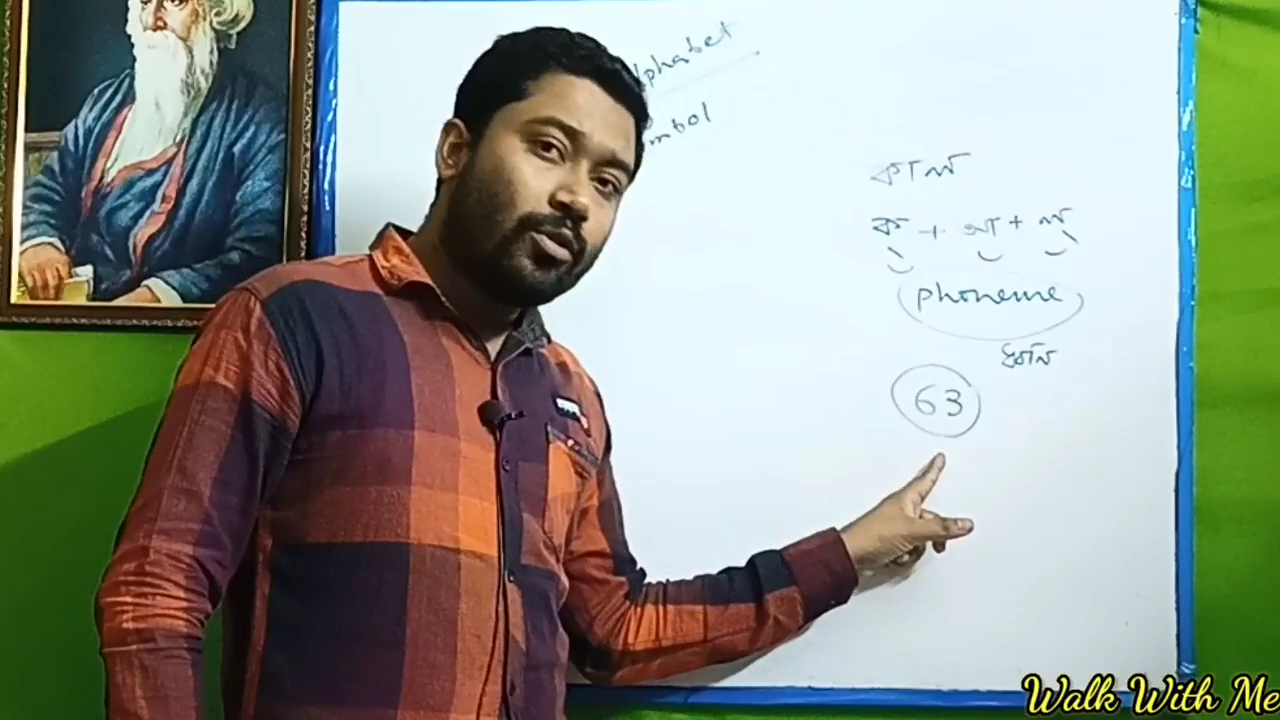 lphabet
mbol
কাল
ক্ + আ + ল্
phoneme
ধ্বনি
63
Walk With Me